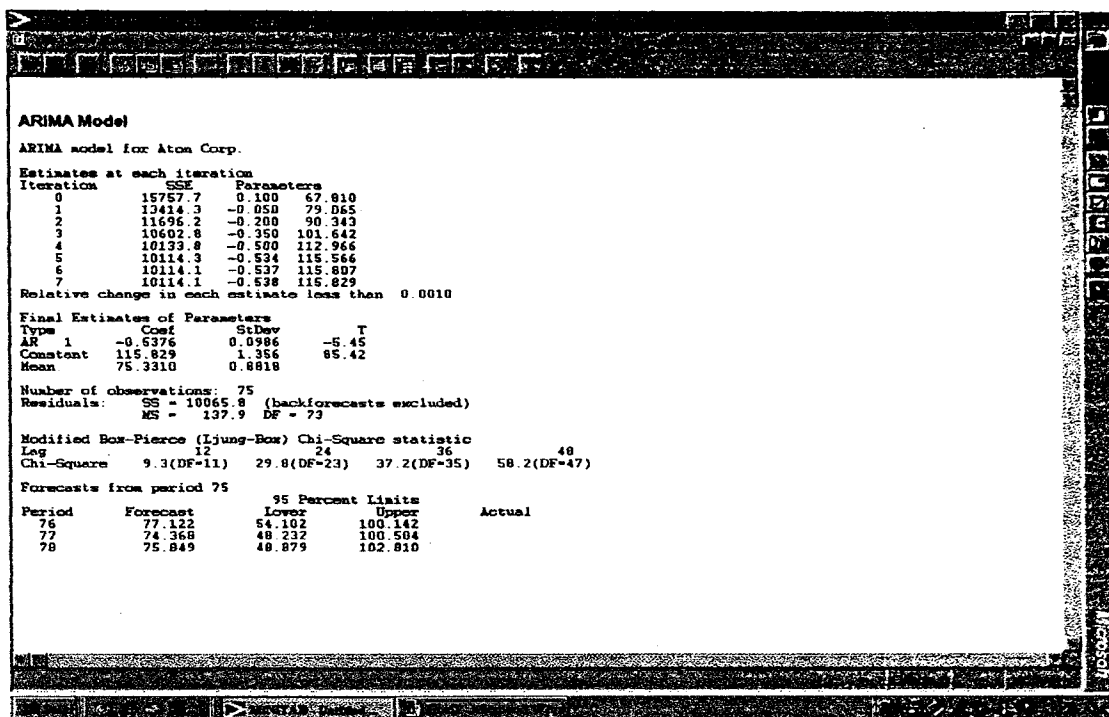 ARIMA Model
ARIMA model for Aton Corp.
Estimates at each iteration
Iteration SSE Parameters
0 15757.7 0.100 67.810
1 13414.3 -0.050 79.065
2 11696.2 -0.200 90.343
3 10602.8 -0.350 101.642
4 10133.8 -0.500 112.966
5 10114.3 -0.534 115.566
6 10114.1 -0.537 115.807
7 10114.1 -0.538 115.829
Relative change in each estimate less than 0.0010
Final Estimates of Parameters
Type Coef StDev T
AR 1 -0.5376 0.0986 -5.45
Constant 115.829 1.356 85.42
Mean 75.3310 0.8818
Number of observations: 75
Residuals: SS = 10065.8 (backforecasts excluded)
MS = 137.9 DF = 73
Modified Box-Pierce (Ljung-Box) Chi-Square statistic
Lag 12 24 36 48
Chi-Square 9.3(DF=11) 29.8(DF=23) 37.2(DF=35) 58.2(DF=47)
Forecasts from period 75
95 Percent Limits
Period Forecast Lower Upper Actual
76 77.122 54.102 100.142
77 74.368 48.232 100.504
78 75.849 48.879 102.810
Microsoft